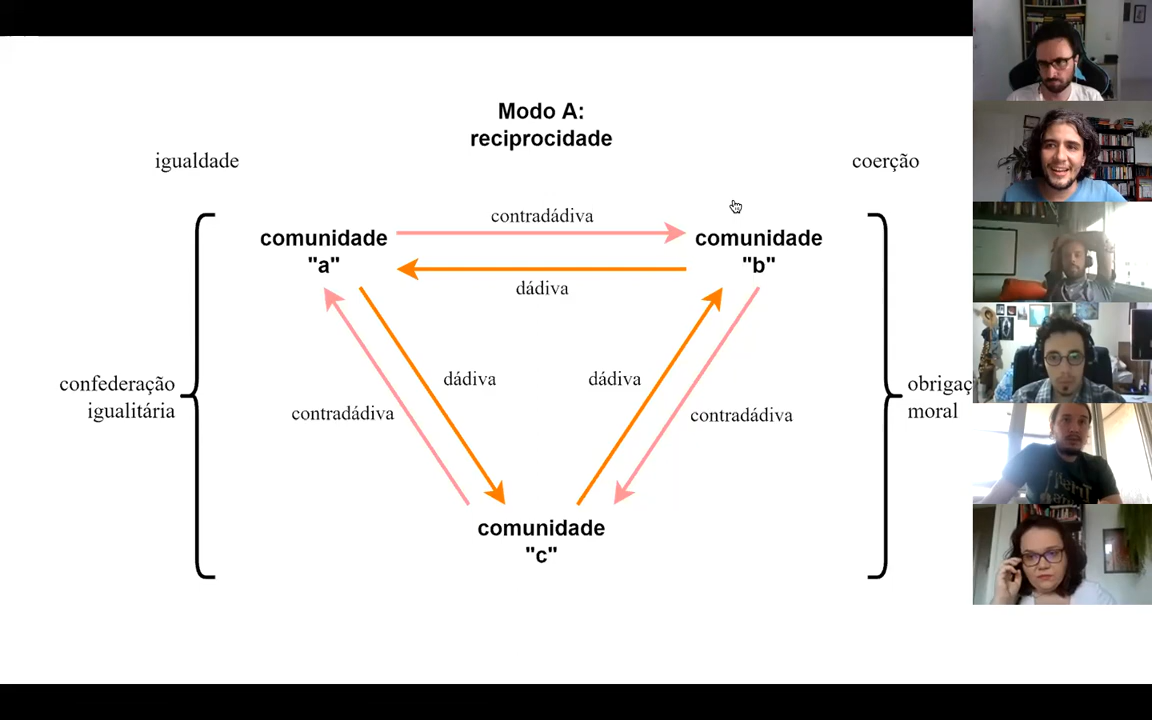 Modo A:
reciprocidade
igualdade
coerção
contradádiva
comunidade
"a"
comunidade
"b"
dádiva
dádiva
dádiva
confederação
igualitária
contradádiva
contradádiva
obrigaç
moral
comunidade
"c"